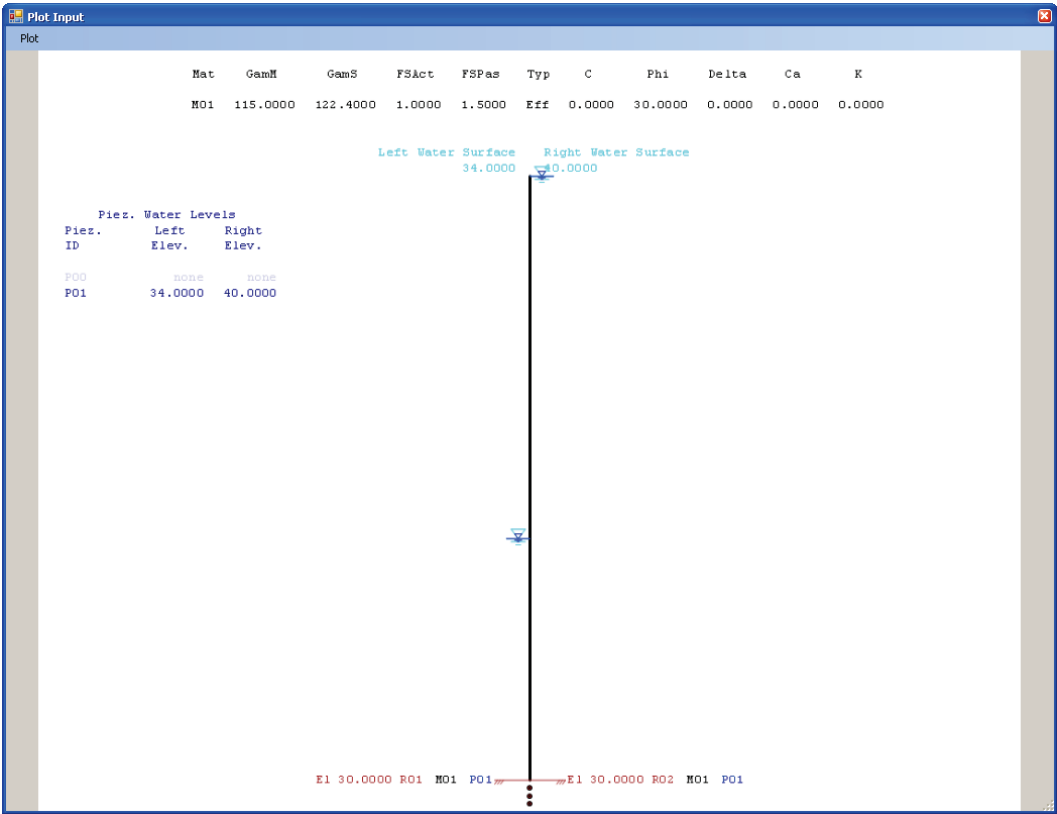 Plot Input
Plot
Mat GamM GamS FSAct FSPas Typ C Phi Delta Ca K
M01 115.0000 122.4000 1.0000 1.5000 Eff 0.0000 30.0000 0.0000 0.0000 0.0000
Left Water Surface Right Water Surface
34.0000 40.0000
Piez. Water Levels
Piez. Left Right
ID Elev. Elev.
P00 none none
P01 34.0000 40.0000
El 30.0000 R01 M01 P01 El 30.0000 R02 M01 P01